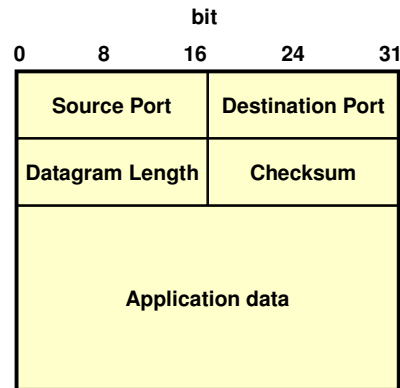 bit
0 8 16 24 31
Source Port Destination Port
Datagram Length Checksum
Application data